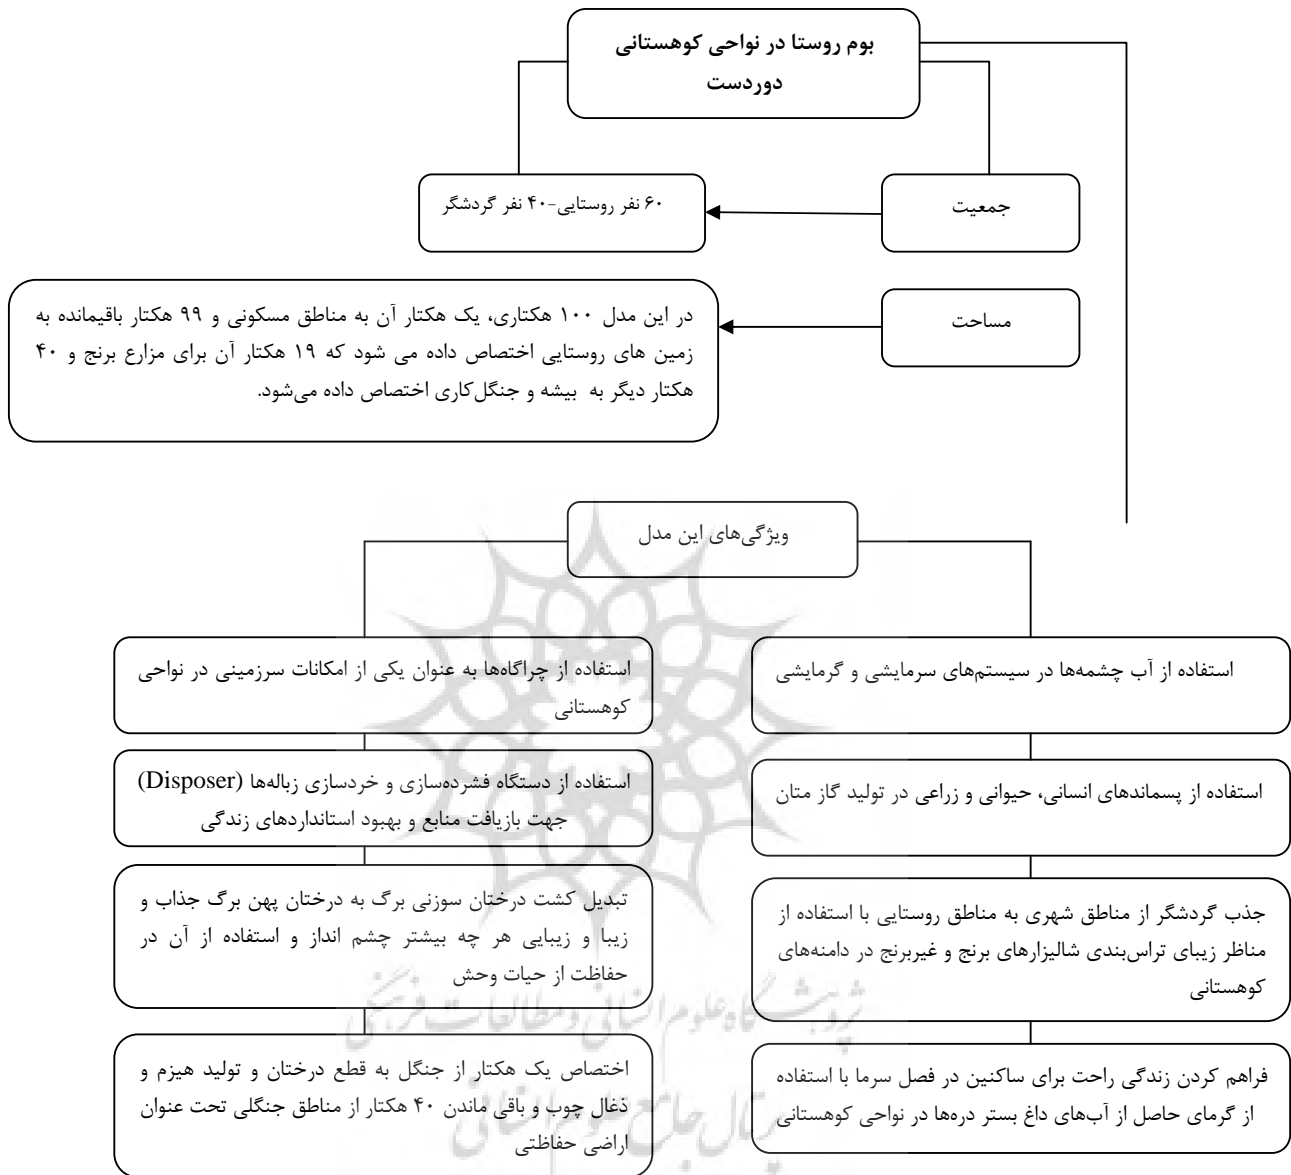 بوم روستا در نواحی کوهستانی
دوردست
جمعیت
۶۰ نفر روستایی-۴۰ نفر گردشگر
مساحت
در این مدل ۱۰۰ هکتاری، یک هکتار آن به مناطق مسکونی و ۹۹ هکتار باقیمانده به
زمین های روستایی اختصاص داده می شود که ۱۹ هکتار آن برای مزارع برنج و ۴۰
هکتار دیگر به بیشه و جنگل‌کاری اختصاص داده می‌شود.
ویژگی‌های این مدل
استفاده از آب چشمه‌ها در سیستم‌های سرمایشی و گرمایشی
استفاده از پسماندهای انسانی، حیوانی و زراعی در تولید گاز متان
جذب گردشگر از مناطق شهری به مناطق روستایی با استفاده از
مناظر زیبای تراس‌بندی شالیزارهای برنج و غیربرنج در دامنه‌های
کوهستانی
فراهم کردن زندگی راحت برای ساکنین در فصل سرما با استفاده
از گرمای حاصل از آب‌های داغ بستر دره‌ها در نواحی کوهستانی
استفاده از چراگاه‌ها به عنوان یکی از امکانات سرزمینی در نواحی
کوهستانی
استفاده از دستگاه فشرده‌سازی و خردسازی زباله‌ها (Disposer)
جهت بازیافت منابع و بهبود استانداردهای زندگی
تبدیل کشت درختان سوزنی برگ به درختان پهن برگ جذاب و
زیبا و زیبایی هر چه بیشتر چشم انداز و استفاده از آن در
حفاظت از حیات وحش
اختصاص یک هکتار از جنگل به قطع درختان و تولید هیزم و
ذغال چوب و باقی ماندن ۴۰ هکتار از مناطق جنگلی تحت عنوان
اراضی حفاظتی
پژوهشگاه علوم انسانی و مطالعات فرهنگی
پرتال جامع علوم انسانی